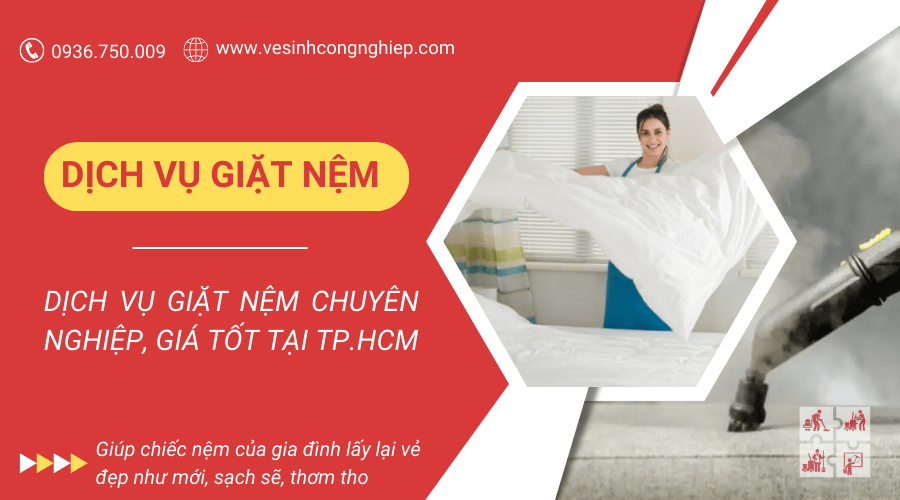 0936.750.009
www.vesinhcongnghiep.com
DỊCH VỤ GIẶT NỆM
DỊCH VỤ GIẶT NỆM CHUYÊN
NGHIỆP, GIÁ TỐT TẠI TP.HCM
Giúp chiếc nệm của gia đình lấy lại vẻ
đẹp như mới, sạch sẽ, thơm tho